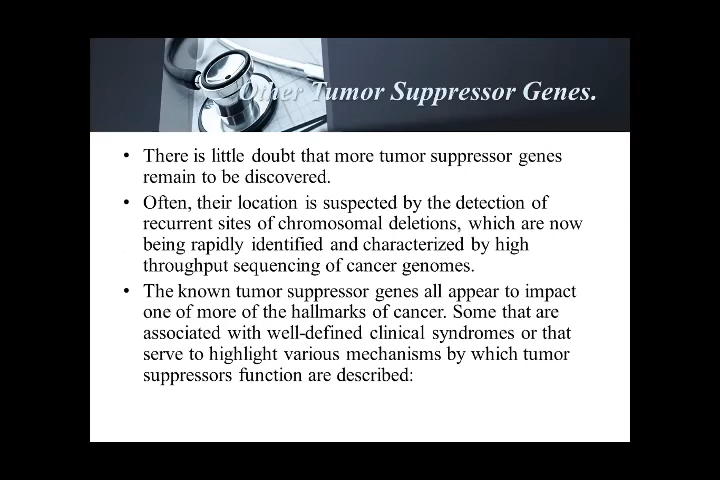 Other Tumor Suppressor Genes.
• There is little doubt that more tumor suppressor genes
remain to be discovered.
• Often, their location is suspected by the detection of
recurrent sites of chromosomal deletions, which are now
being rapidly identified and characterized by high
throughput sequencing of cancer genomes.
• The known tumor suppressor genes all appear to impact
one of more of the hallmarks of cancer. Some that are
associated with well-defined clinical syndromes or that
serve to highlight various mechanisms by which tumor
suppressors function are described: